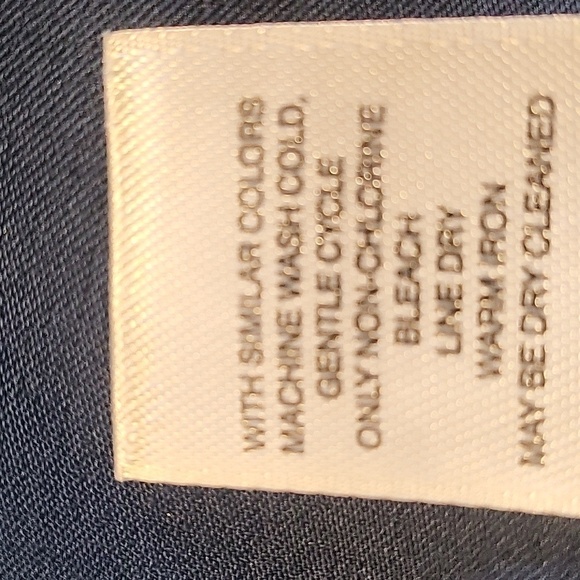 WITH SIMILAR COLORS
MACHINE WASH COLD,
GENTLE CYCLE
ONLY NON-CHLORINE
BLEACH
LINE DRY
WARM IRON
MAY BE DRY CLEANED